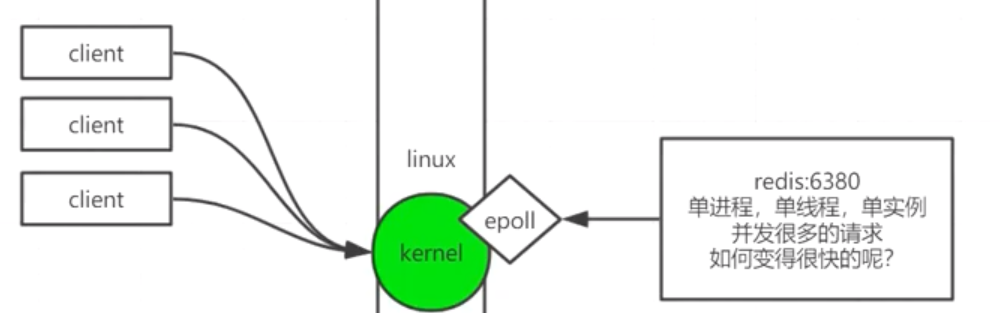 client
client
client
linux
kernel
epoll
redis:6380
单进程，单线程，单实例
并发很多的请求
如何变得很快的呢？